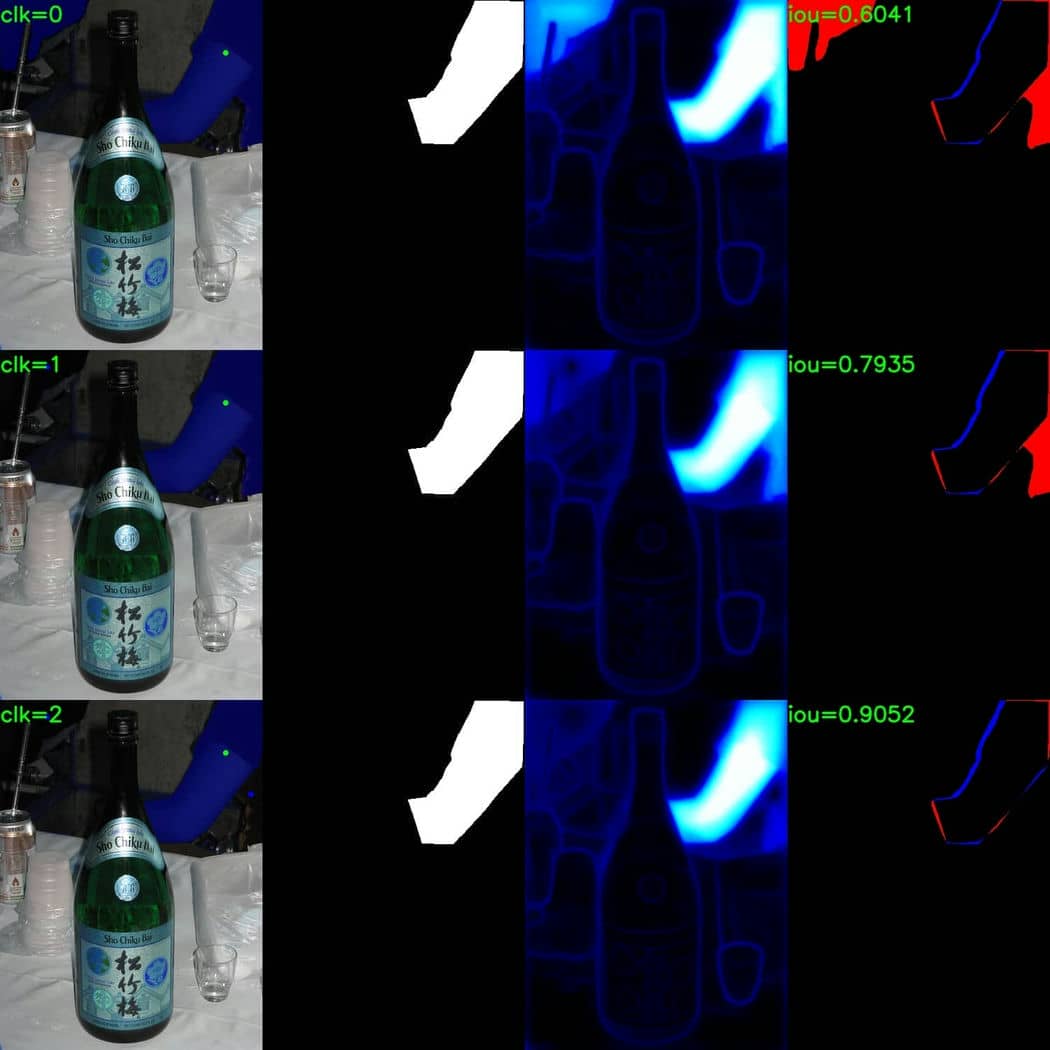 clk=0
iou=0.6041
Sho Chiku Bai
Sho Chiku Bai
松
竹
梅
clk=1
iou=0.7935
Sho Chiku Bai
Sho Chiku Bai
松
竹
梅
clk=2
iou=0.9052
Sho Chiku Bai
Sho Chiku Bai
松
竹
梅